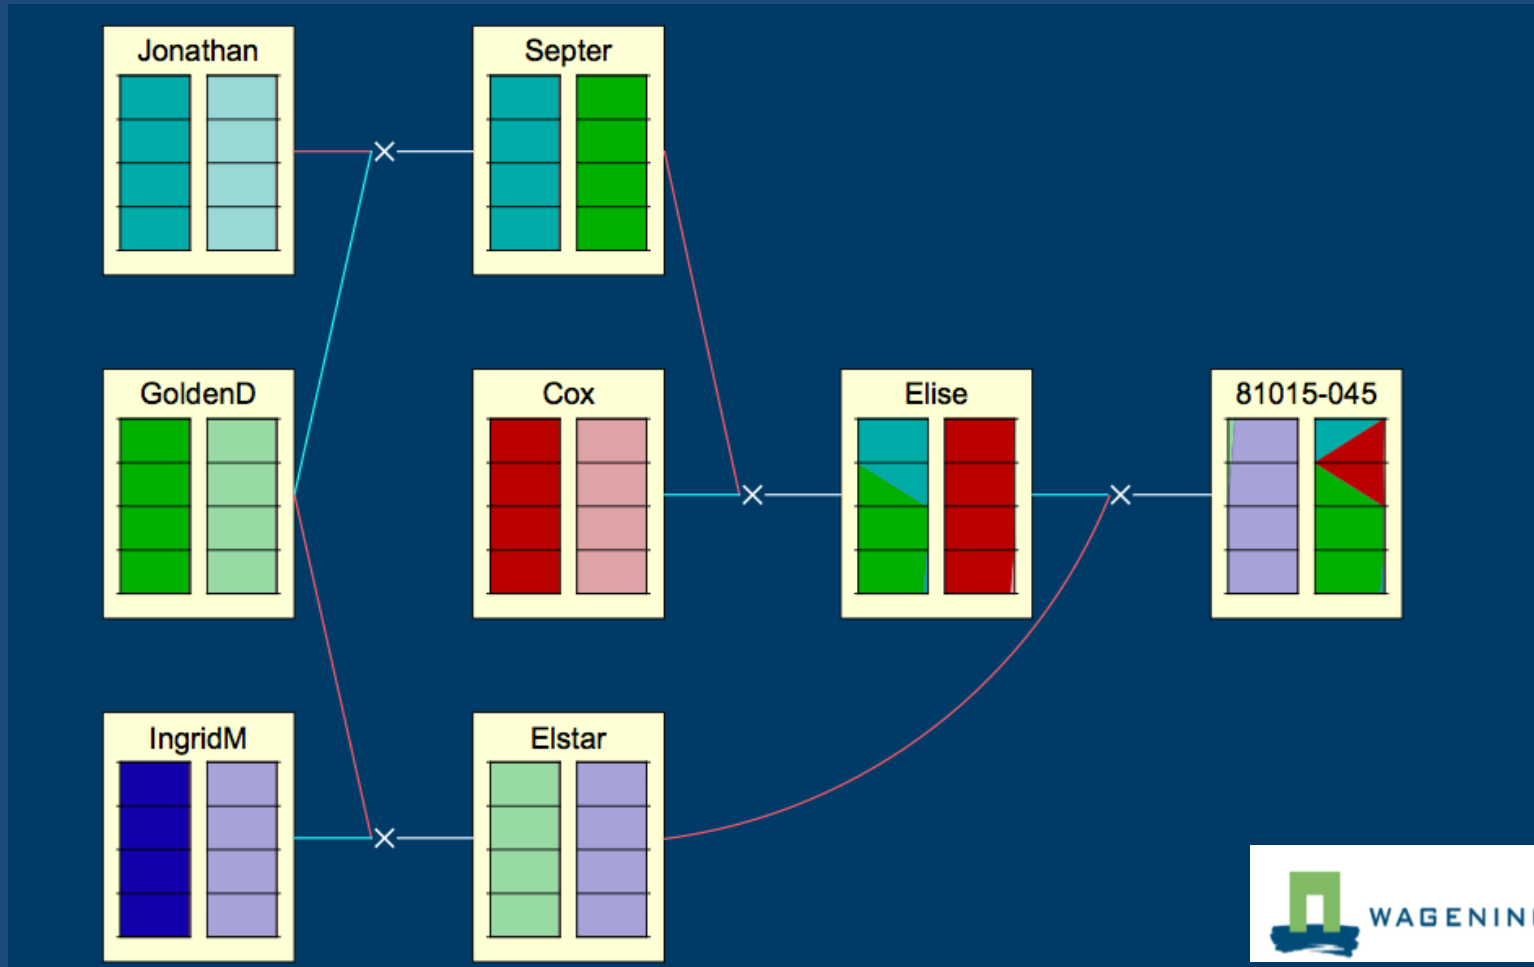 Jonathan
Septer
GoldenD
Cox
Elise
81015-045
IngridM
Elstar
WAGENIN